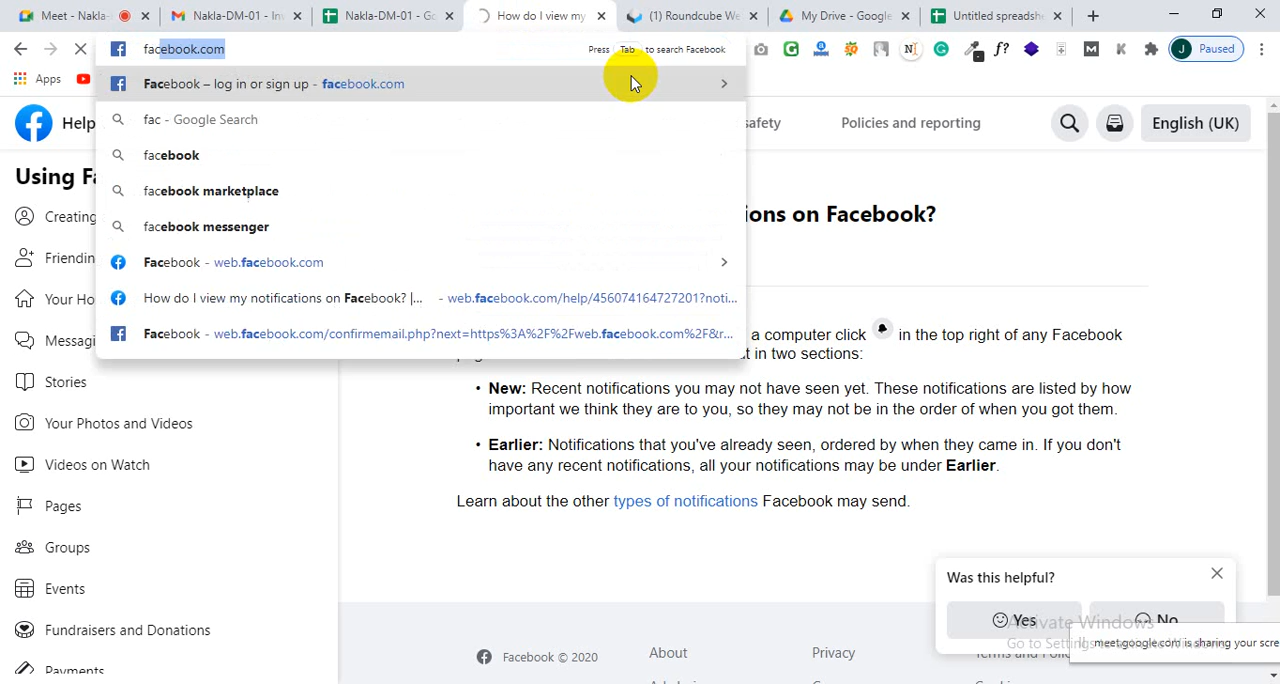 Meet - Nakla-
Nakla-DM-01 - In
Nakla-DM-01 - G
How do I view my
(1) Roundcube We
My Drive - Google
Untitled spreadsh
facebook.com
Press Tab to search Facebook
Paused
Apps
Facebook – log in or sign up - facebook.com
fac - Google Search
facebook
facebook marketplace
facebook messenger
Facebook - web.facebook.com
How do I view my notifications on Facebook? |... - web.facebook.com/help/456074164727201?noti...
Facebook - web.facebook.com/confirmemail.php?next=https%3A%2F%2Fweb.facebook.com%2F&r...
Help
safety
Policies and reporting
English (UK)
Using Fa
Creating
Friendin
Your Ho
Messagi
Stories
Your Photos and Videos
Videos on Watch
Pages
Groups
Events
Fundraisers and Donations
Payments
ions on Facebook?
a computer click in the top right of any Facebook
t in two sections:
• New: Recent notifications you may not have seen yet. These notifications are listed by how
important we think they are to you, so they may not be in the order of when you got them.
• Earlier: Notifications that you've already seen, ordered by when they came in. If you don't
have any recent notifications, all your notifications may be under Earlier.
Learn about the other types of notifications Facebook may send.
Was this helpful?
Yes
No
Activate Windows
Go to Settings to activate Windows.
meet.google.com is sharing your scre
Facebook © 2020
About
Privacy
Terms and